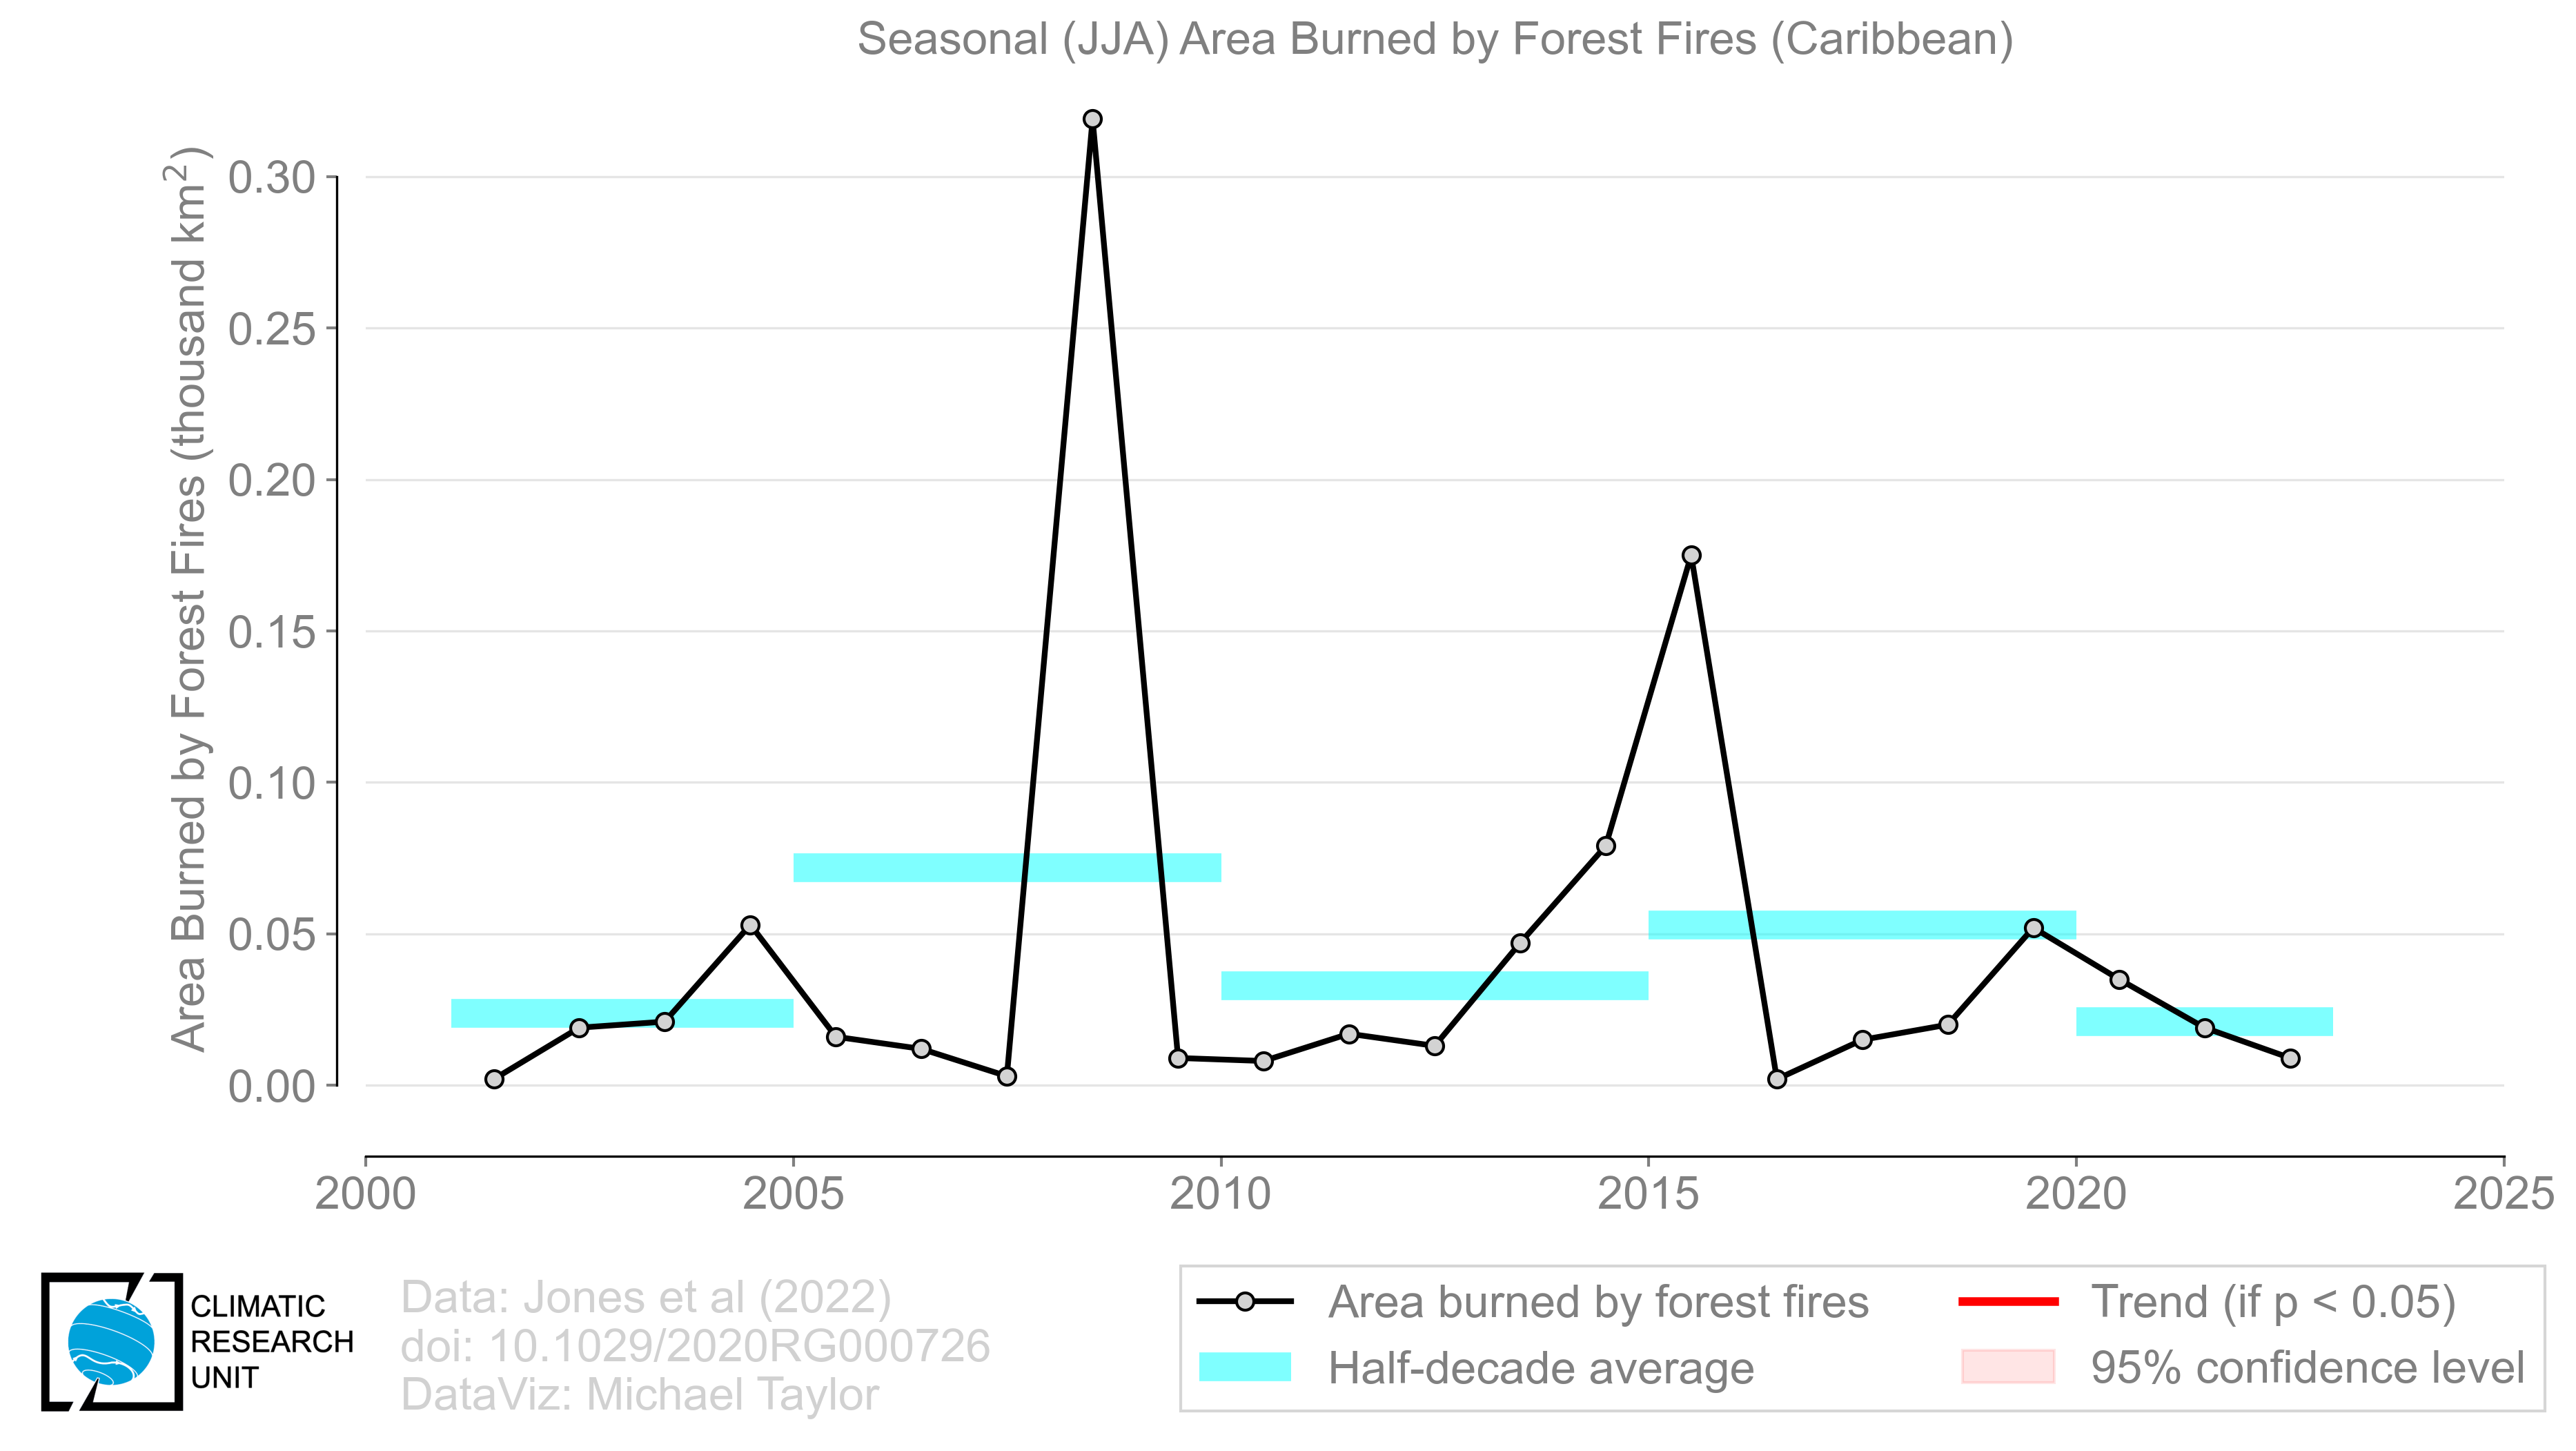 Seasonal (JJA) Area Burned by Forest Fires (Caribbean)
Area Burned by Forest Fires (thousand km²)
0.30
0.25
0.20
0.15
0.10
0.05
0.00
2000 2005 2010 2015 2020 2025
CLIMATIC
RESEARCH
UNIT
Data: Jones et al (2022)
doi: 10.1029/2020RG000726
DataViz: Michael Taylor
Area burned by forest fires
Half-decade average
Trend (if p < 0.05)
95% confidence level